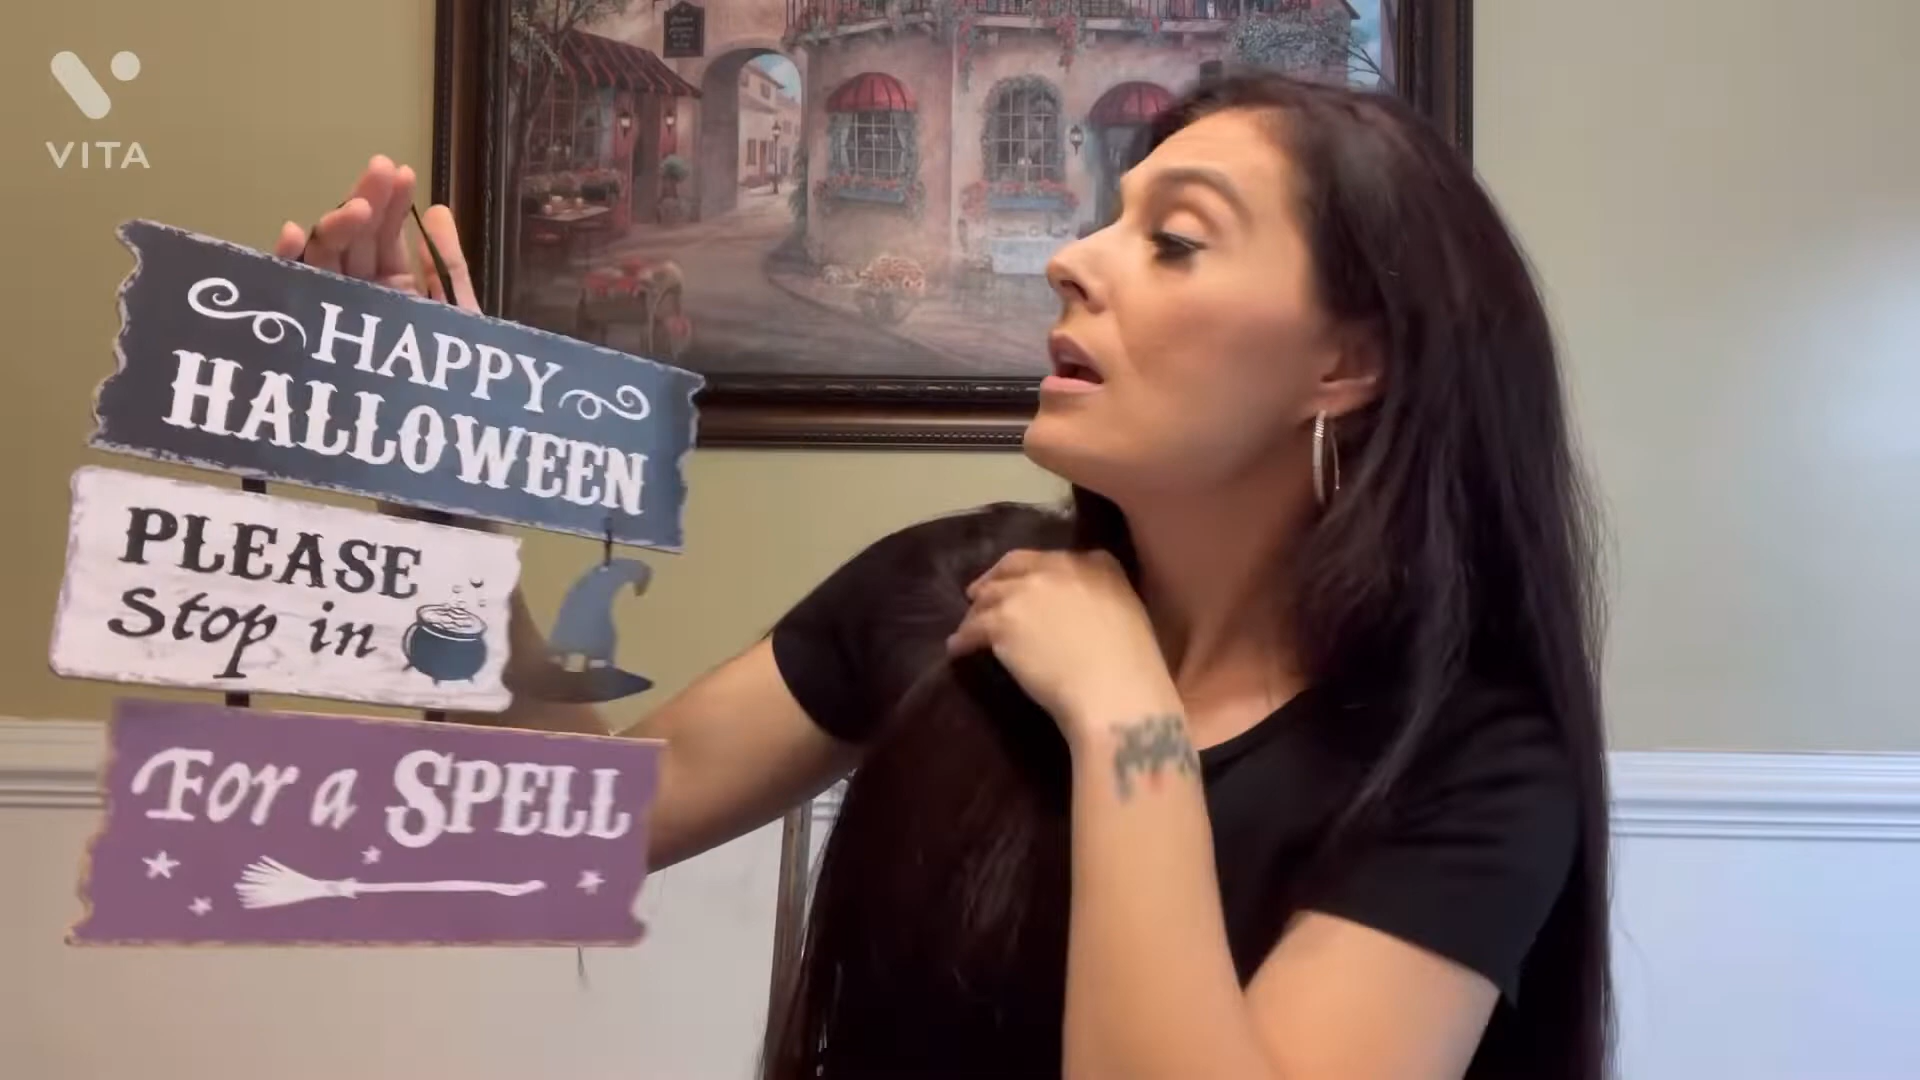 VITA
HAPPY
HALLOWEEN
PLEASE
Stop in
For a SPELL